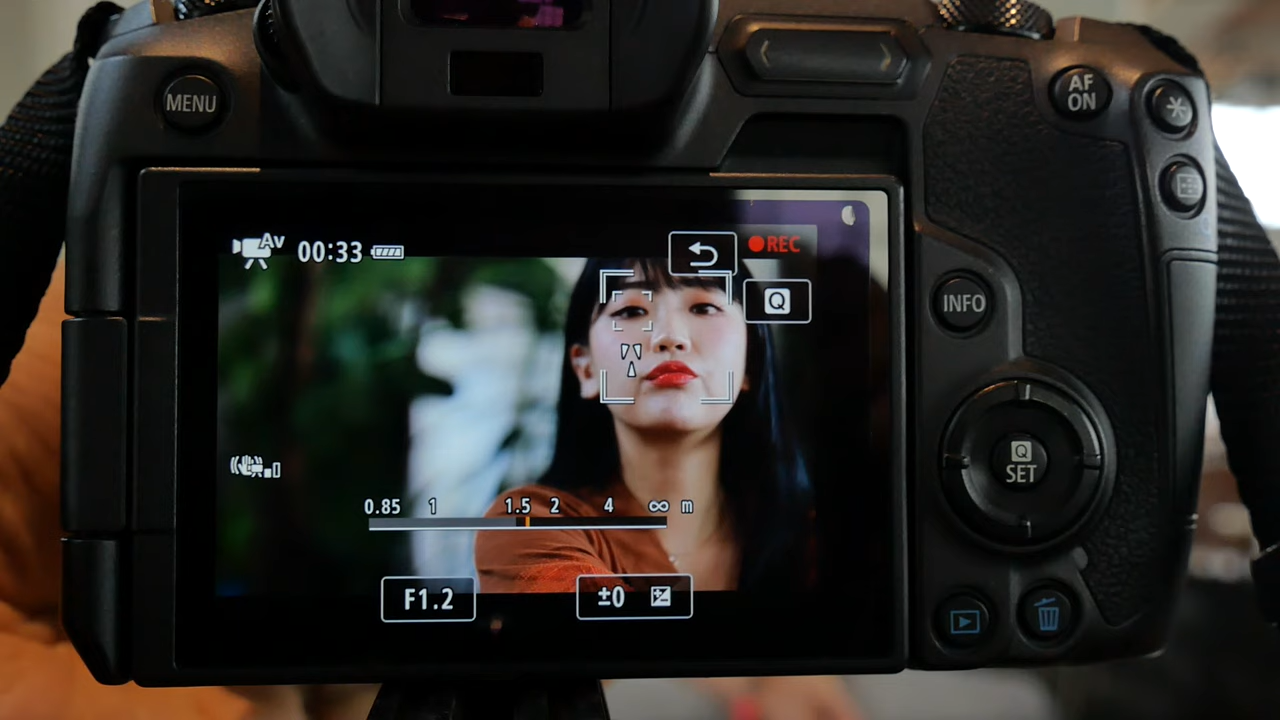 MENU
AF
ON
Av
00:33
REC
Q
INFO
0.85 1 1.5 2 4 ∞ m
Q
SET
F1.2
±0